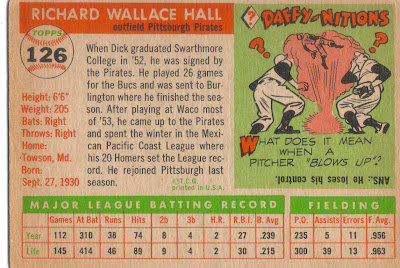 RICHARD WALLACE HALL
outfield Pittsburgh Pirates
TOPPS
126
Height: 6'6"
Weight: 205
Bats: Right
Throws: Right
Home:
Towson, Md.
Born:
Sept. 27, 1930
When Dick graduated Swarthmore
College in '52, he was signed
by the Pirates. He played 26 games
for the Bucs and was sent to Bur-
lington where he finished the sea-
son. After playing at Waco most
of '53, he came up to the Pirates
and spent the winter in the Mexi-
can Pacific Coast League where
his 20 Homers set the League record.
He rejoined Pittsburgh last
season.
©T.C.G.
printed in U.S.A.
? DAFFY-NITIONS
?
?
WHAT DOES IT MEAN
WHEN A
PITCHER "BLOWS UP"?
ANS.. He loses his control.
MAJOR LEAGUE BATTING RECORD
FIELDING
Games At Bat Runs Hits 2b 3b H.R. R.B.I. B. Avg P.O. Assists Errors F. Avg.
Year 112 310 38 74 8 4 2 27 .239 235 5 11 .956
Life 145 414 46 89 9 4 2 31 .215 300 11 13 .963